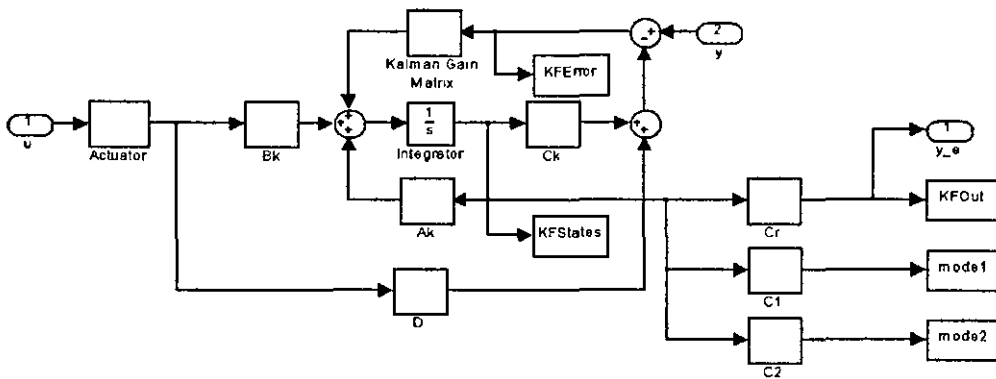 2
y
Kalman Gain
Matrix
KFError
1
u
Actuator
Bk
1
s
Integrator
Ck
1
y_e
Ak
KFStates
Cr
KFOut
D
C1
mode1
C2
mode2